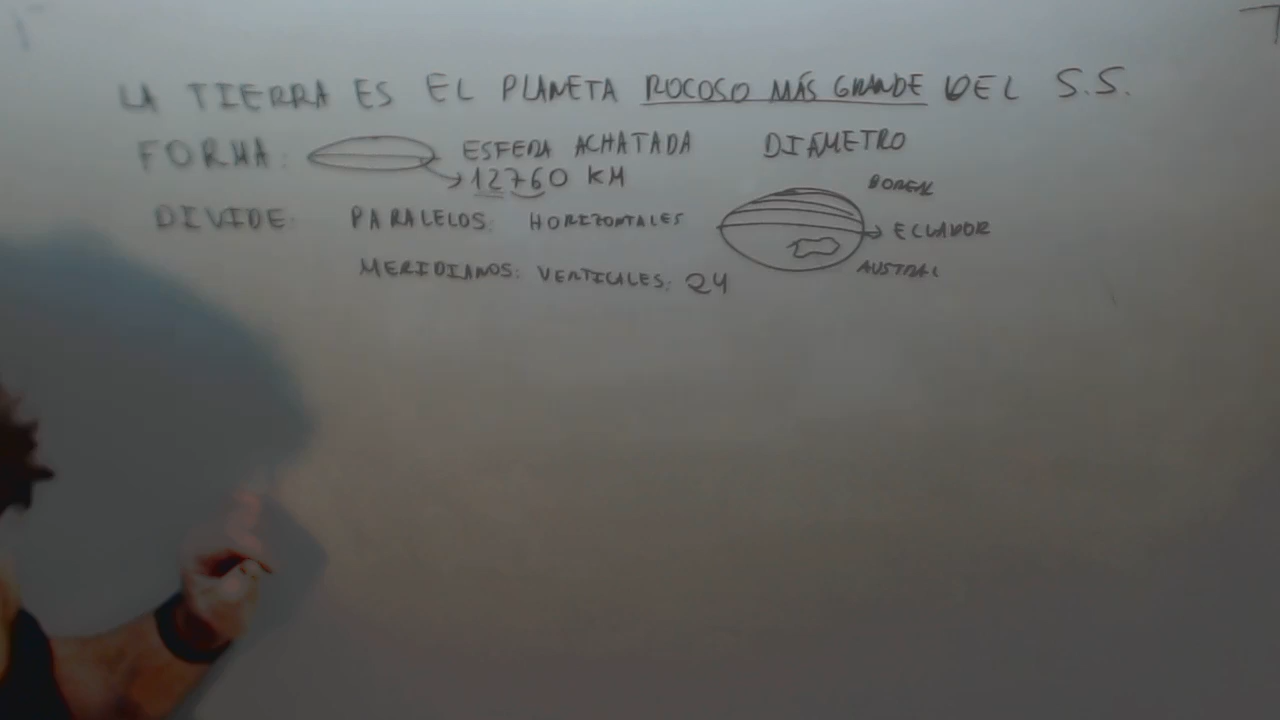 LA TIERRA ES EL PLANETA ROCOSO MÁS GRANDE DEL S.S.
FORMA: ESFERA ACHATADA DIÁMETRO
12760 KM
BOREAL
DIVIDE: PARALELOS: HORIZONTALES
ECUADOR
MERIDIANOS: VERTICALES: 24
AUSTRAL